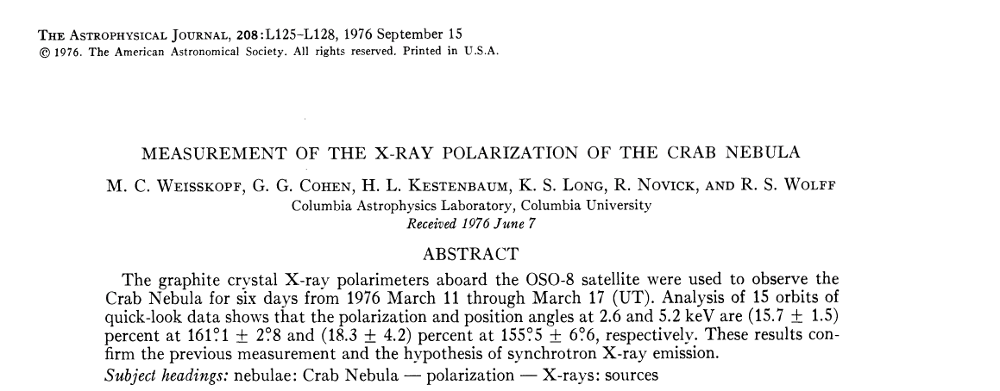 THE ASTROPHYSICAL JOURNAL, 208:L125–L128, 1976 September 15
© 1976. The American Astronomical Society. All rights reserved. Printed in U.S.A.
MEASUREMENT OF THE X-RAY POLARIZATION OF THE CRAB NEBULA
M. C. WEISSKOPF, G. G. COHEN, H. L. KESTENBAUM, K. S. LONG, R. NOVICK, AND R. S. WOLFF
Columbia Astrophysics Laboratory, Columbia University
Received 1976 June 7
ABSTRACT
The graphite crystal X-ray polarimeters aboard the OSO-8 satellite were used to observe the
Crab Nebula for six days from 1976 March 11 through March 17 (UT). Analysis of 15 orbits of
quick-look data shows that the polarization and position angles at 2.6 and 5.2 keV are (15.7 ± 1.5)
percent at 161°.1 ± 2°.8 and (18.3 ± 4.2) percent at 155°.5 ± 6°.6, respectively. These results con-
firm the previous measurement and the hypothesis of synchrotron X-ray emission.
Subject headings: nebulae: Crab Nebula — polarization — X-rays: sources